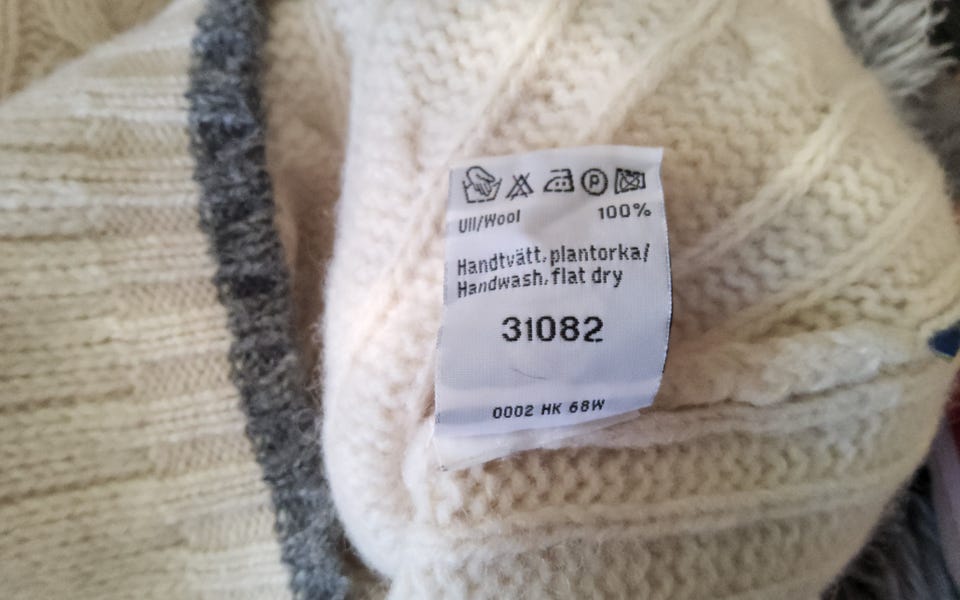 Ull/Wool 100%
Handtvätt, plantorka/
Handwash, flat dry
31082
0002 HK 68W